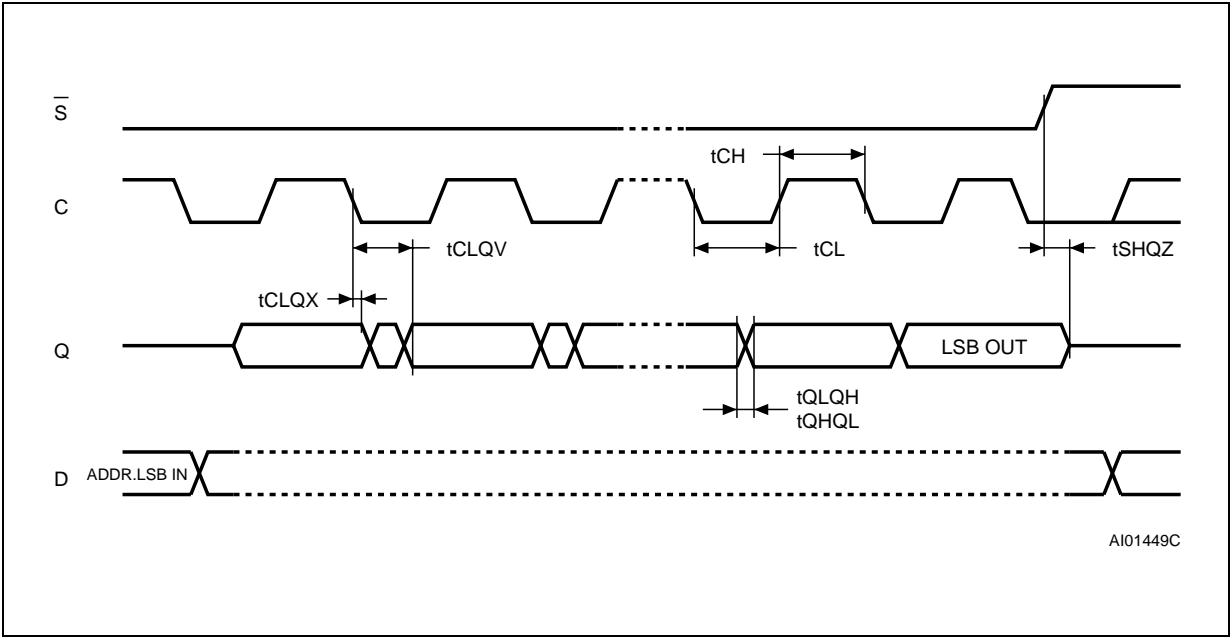 S
tCH
C
tCLQV
tCL
tSHQZ
tCLQX
Q
LSB OUT
tQLQH
tQHQL
D
ADDR.LSB IN
AI01449C